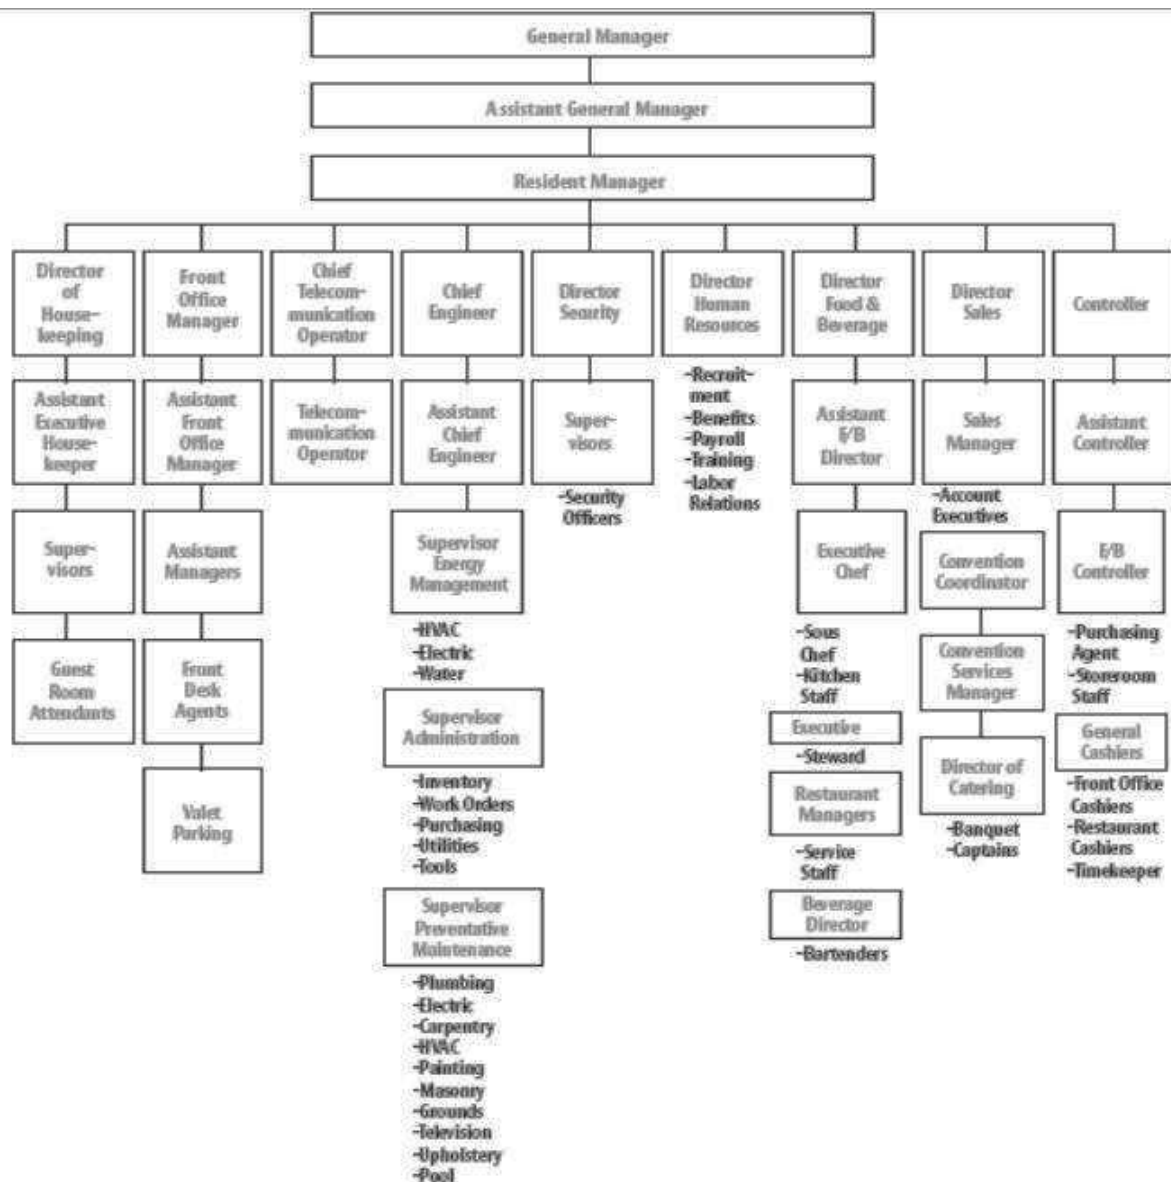 General Manager
Assistant General Manager
Resident Manager
Director
of
House-
keeping
Front
Office
Manager
Chief
Telecom-
munication
Operator
Chief
Engineer
Director
Security
Director
Human
Resources
Director
Food &
Beverage
Director
Sales
Controller
Assistant
Executive
House-
keeper
Assistant
Front
Office
Manager
Telecom-
munication
Operator
Assistant
Chief
Engineer
Super-
visors
-Security
Officers
-Recruit-
ment
-Benefits
-Payroll
-Training
-Labor
Relations
Assistant
F/B
Director
Sales
Manager
-Account
Executives
Assistant
Controller
Super-
visors
Assistant
Managers
Supervisor
Energy
Management
-HVAC
-Electric
-Water
Executive
Chef
-Sous
Chef
-Kitchen
Staff
Convention
Coordinator
F/B
Controller
-Purchasing
Agent
-Storeroom
Staff
Guest
Room
Attendants
Front
Desk
Agents
Convention
Services
Manager
Supervisor
Administration
-Inventory
-Work Orders
-Purchasing
-Utilities
-Tools
Executive
-Steward
General
Cashiers
-Front Office
Cashiers
-Restaurant
Cashiers
-Timekeeper
Valet
Parking
Restaurant
Managers
-Service
Staff
Director of
Catering
-Banquet
-Captains
Supervisor
Preventative
Maintenance
-Plumbing
-Electric
-Carpentry
-HVAC
-Painting
-Masonry
-Grounds
-Television
-Upholstery
-Pool
Beverage
Director
-Bartenders